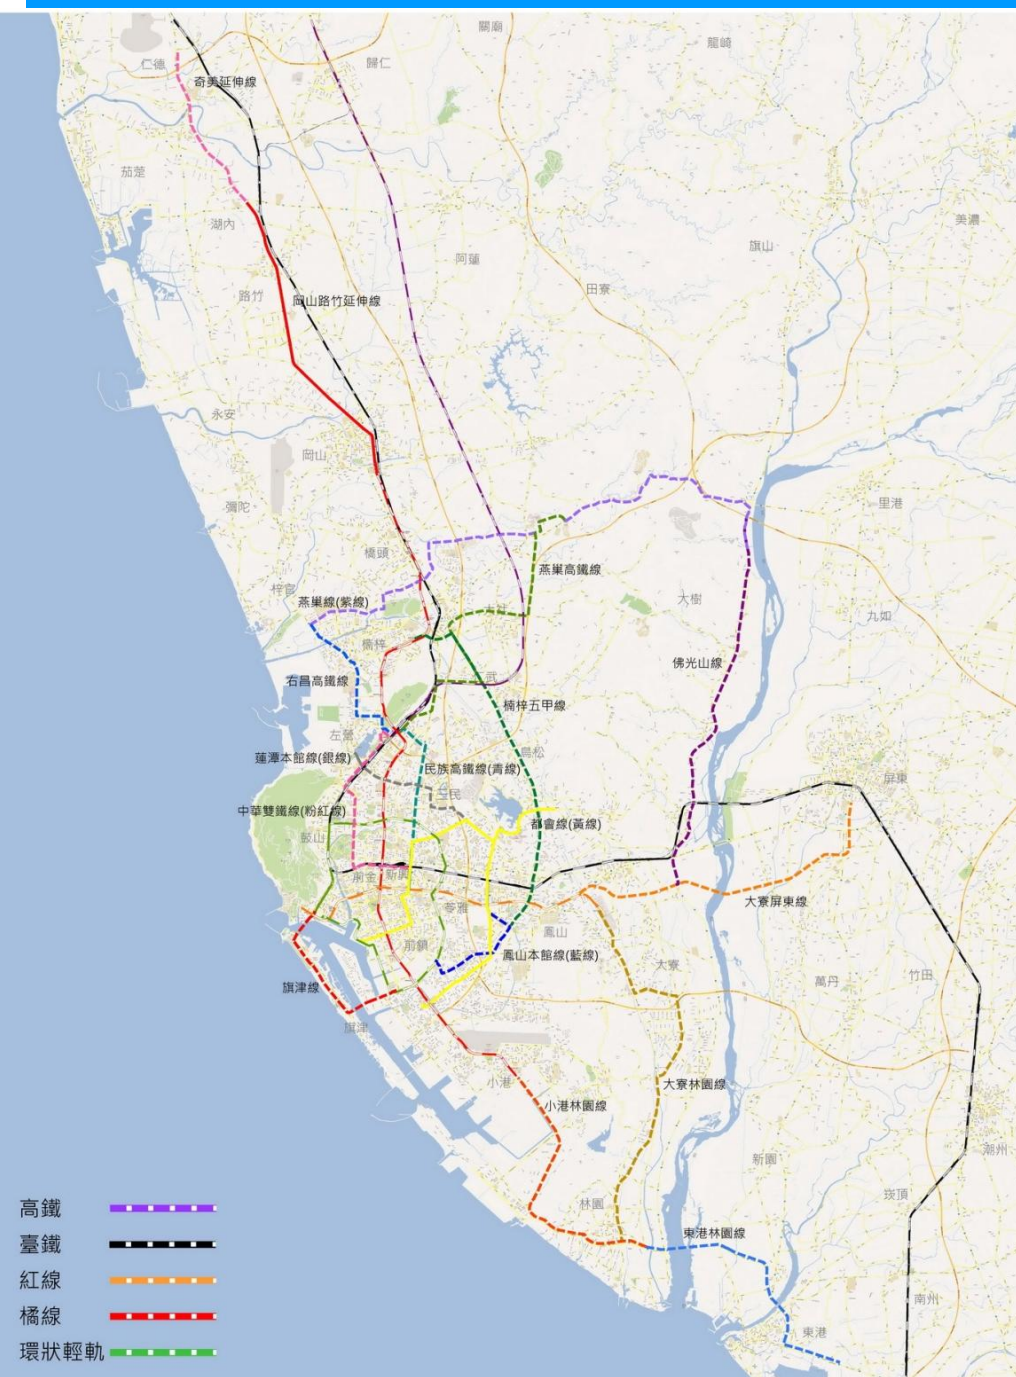 關廟
龍崎
仁德
歸仁
奇美延伸線
茄萣
湖內
美濃
旗山
阿蓮
田寮
路竹
岡山路竹延伸線
永安
岡山
彌陀
里港
橋頭
燕巢高鐵線
梓官
燕巢線(紫線)
大社
大樹
九如
楠梓
佛光山線
右昌高鐵線
仁武
楠梓五甲線
左營
鳥松
蓮潭本館線(銀線)
民族高鐵線(青線)
屏東
三民
中華雙鐵線(粉紅線)
都會線(黃線)
鼓山
前金
新興
大寮屏東線
苓雅
鳳山
前鎮
鳳山本館線(藍線)
大寮
竹田
萬丹
旗津線
旗津
小港
大寮林園線
小港林園線
潮州
新園
崁頂
林園
東港林園線
南州
東港
高鐵
臺鐵
紅線
橘線
環狀輕軌